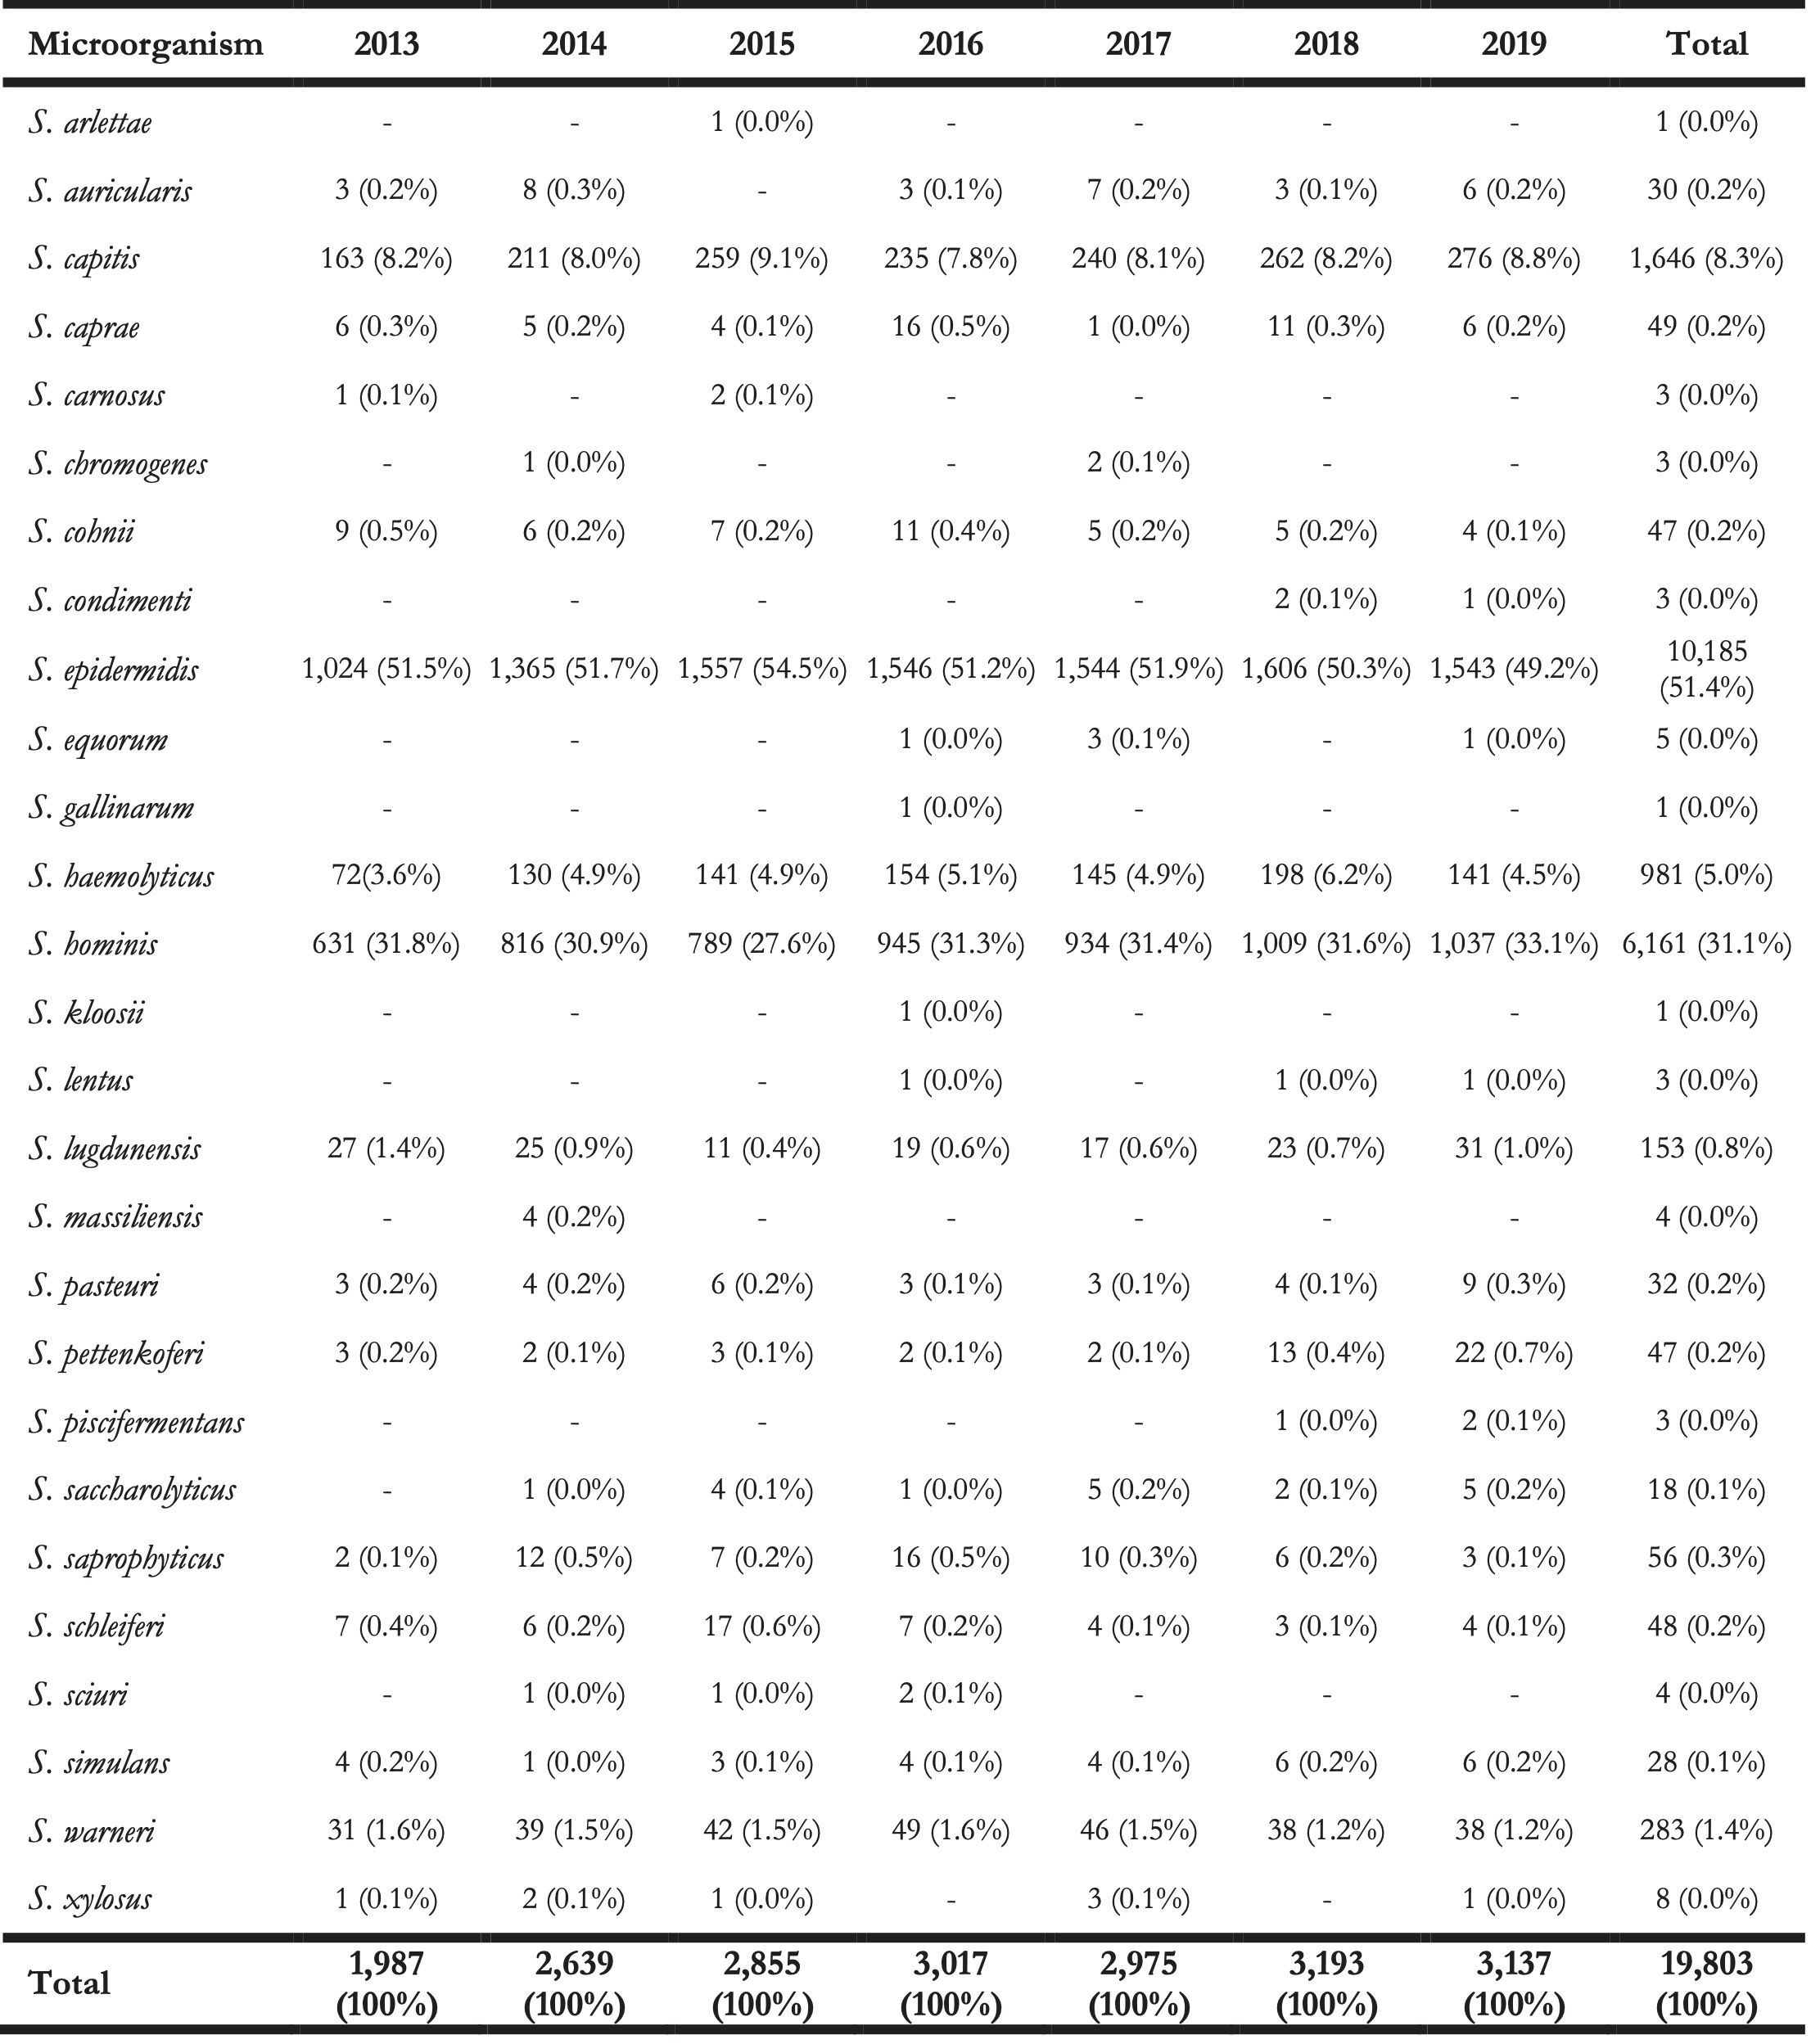 Microorganism 2013 2014 2015 2016 2017 2018 2019 Total
S. arlettae - - 1 (0.0%) - - - - 1 (0.0%)
S. auricularis 3 (0.2%) 8 (0.3%) - 3 (0.1%) 7 (0.2%) 3 (0.1%) 6 (0.2%) 30 (0.2%)
S. capitis 163 (8.2%) 211 (8.0%) 259 (9.1%) 235 (7.8%) 240 (8.1%) 262 (8.2%) 276 (8.8%) 1,646 (8.3%)
S. caprae 6 (0.3%) 5 (0.2%) 4 (0.1%) 16 (0.5%) 1 (0.0%) 11 (0.3%) 6 (0.2%) 49 (0.2%)
S. carnosus 1 (0.1%) - 2 (0.1%) - - - - 3 (0.0%)
S. chromogenes - 1 (0.0%) - - 2 (0.1%) - - 3 (0.0%)
S. cohnii 9 (0.5%) 6 (0.2%) 7 (0.2%) 11 (0.4%) 5 (0.2%) 5 (0.2%) 4 (0.1%) 47 (0.2%)
S. condimenti - - - - - 2 (0.1%) 1 (0.0%) 3 (0.0%)
S. epidermidis 1,024 (51.5%) 1,365 (51.7%) 1,557 (54.5%) 1,546 (51.2%) 1,544 (51.9%) 1,606 (50.3%) 1,543 (49.2%) 10,185
(51.4%)
S. equorum - - - 1 (0.0%) 3 (0.1%) - 1 (0.0%) 5 (0.0%)
S. gallinarum - - - 1 (0.0%) - - - 1 (0.0%)
S. haemolyticus 72(3.6%) 130 (4.9%) 141 (4.9%) 154 (5.1%) 145 (4.9%) 198 (6.2%) 141 (4.5%) 981 (5.0%)
S. hominis 631 (31.8%) 816 (30.9%) 789 (27.6%) 945 (31.3%) 934 (31.4%) 1,009 (31.6%) 1,037 (33.1%) 6,161 (31.1%)
S. kloosii - - - 1 (0.0%) - - - 1 (0.0%)
S. lentus - - - 1 (0.0%) - 1 (0.0%) 1 (0.0%) 3 (0.0%)
S. lugdunensis 27 (1.4%) 25 (0.9%) 11 (0.4%) 19 (0.6%) 17 (0.6%) 23 (0.7%) 31 (1.0%) 153 (0.8%)
S. massiliensis - 4 (0.2%) - - - - - 4 (0.0%)
S. pasteuri 3 (0.2%) 4 (0.2%) 6 (0.2%) 3 (0.1%) 3 (0.1%) 4 (0.1%) 9 (0.3%) 32 (0.2%)
S. pettenkoferi 3 (0.2%) 2 (0.1%) 3 (0.1%) 2 (0.1%) 2 (0.1%) 13 (0.4%) 22 (0.7%) 47 (0.2%)
S. piscifermentans - - - - - 1 (0.0%) 2 (0.1%) 3 (0.0%)
S. saccharolyticus - 1 (0.0%) 4 (0.1%) 1 (0.0%) 5 (0.2%) 2 (0.1%) 5 (0.2%) 18 (0.1%)
S. saprophyticus 2 (0.1%) 12 (0.5%) 7 (0.2%) 16 (0.5%) 10 (0.3%) 6 (0.2%) 3 (0.1%) 56 (0.3%)
S. schleiferi 7 (0.4%) 6 (0.2%) 17 (0.6%) 7 (0.2%) 4 (0.1%) 3 (0.1%) 4 (0.1%) 48 (0.2%)
S. sciuri - 1 (0.0%) 1 (0.0%) 2 (0.1%) - - - 4 (0.0%)
S. simulans 4 (0.2%) 1 (0.0%) 3 (0.1%) 4 (0.1%) 4 (0.1%) 6 (0.2%) 6 (0.2%) 28 (0.1%)
S. warneri 31 (1.6%) 39 (1.5%) 42 (1.5%) 49 (1.6%) 46 (1.5%) 38 (1.2%) 38 (1.2%) 283 (1.4%)
S. xylosus 1 (0.1%) 2 (0.1%) 1 (0.0%) - 3 (0.1%) - 1 (0.0%) 8 (0.0%)
Total 1,987 2,639 2,855 3,017 2,975 3,193 3,137 19,803
(100%) (100%) (100%) (100%) (100%) (100%) (100%) (100%)